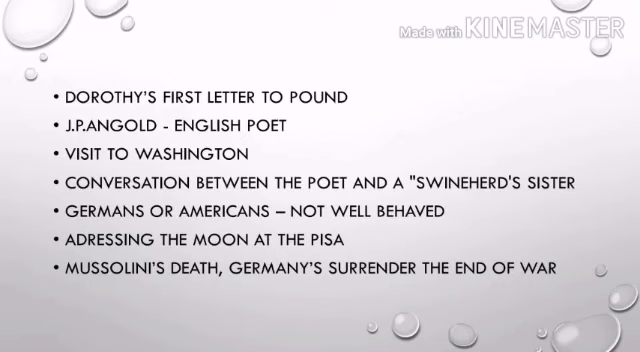 Made with KINEMASTER
• DOROTHY'S FIRST LETTER TO POUND
• J.P.ANGOLD - ENGLISH POET
• VISIT TO WASHINGTON
• CONVERSATION BETWEEN THE POET AND A "SWINEHERD'S SISTER
• GERMANS OR AMERICANS – NOT WELL BEHAVED
• ADRESSING THE MOON AT THE PISA
• MUSSOLINI'S DEATH, GERMANY'S SURRENDER THE END OF WAR